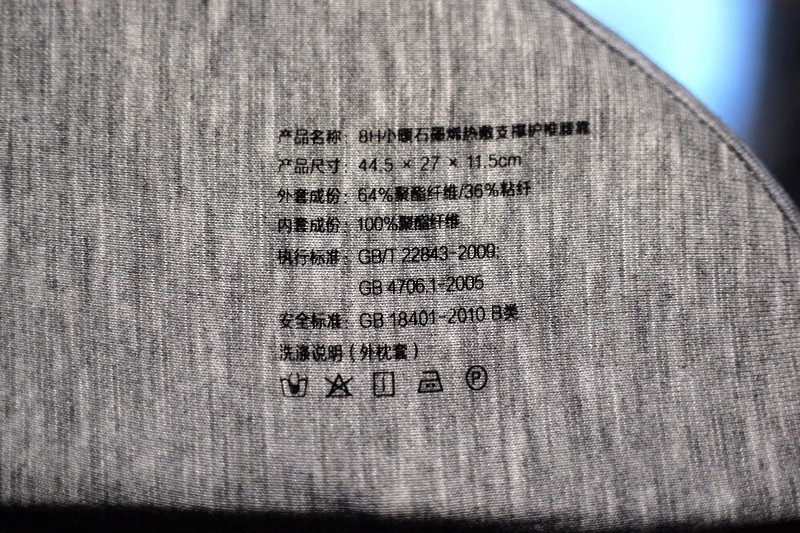 产品名称：8H小暖石墨烯热敷支撑护椎腰靠
产品尺寸：44.5 × 27 × 11.5cm
外套成份：64%聚酯纤维/36%粘纤
内套成份：100%聚酯纤维
执行标准：GB/T 22843-2009;
GB 4706.1-2005
安全标准：GB 18401-2010 B类
洗涤说明（外枕套）
P